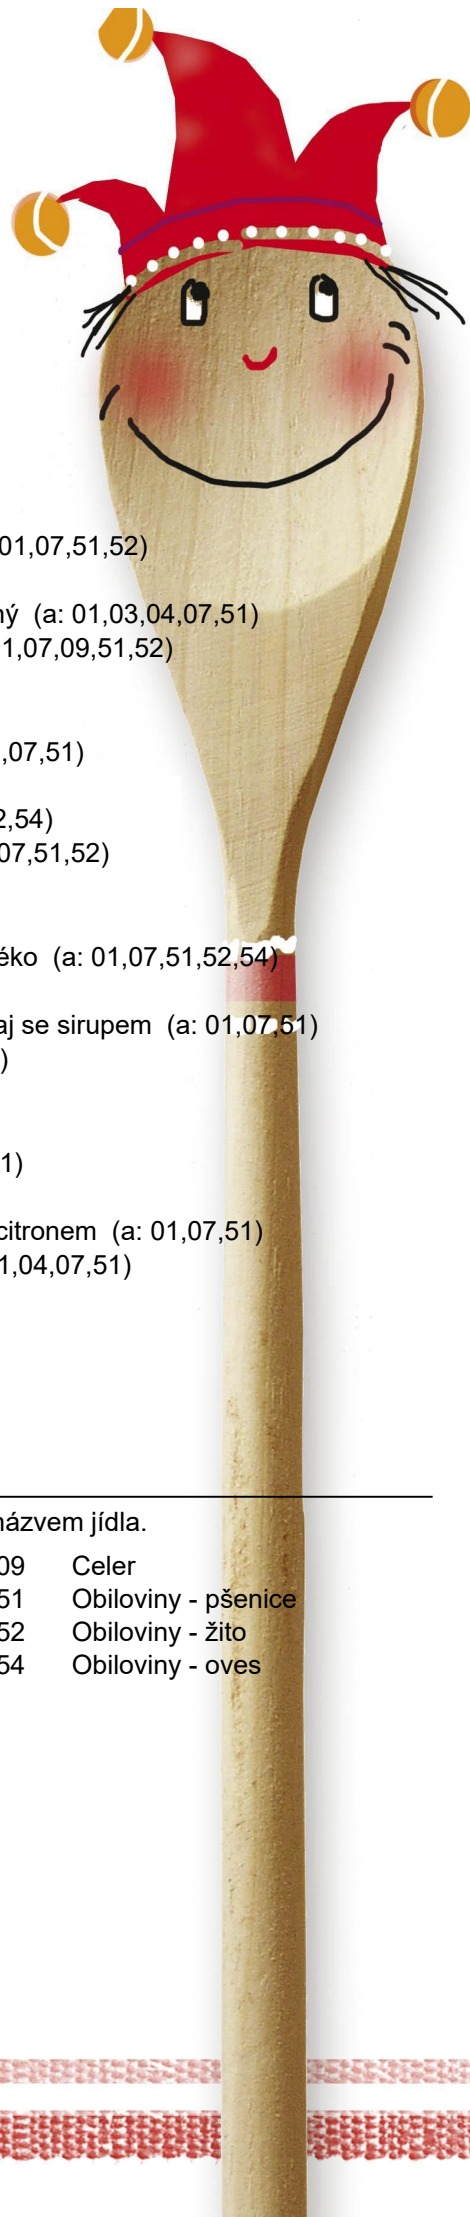 01,07,51,52)
ný (a: 01,03,04,07,51)
1,07,09,51,52)
,07,51)
2,54)
07,51,52)
éko (a: 01,07,51,52,54)
aj se sirupem (a: 01,07,51)
)
1)
citronem (a: 01,07,51)
1,04,07,51)
názvem jídla.
09 Celer
51 Obiloviny - pšenice
52 Obiloviny - žito
54 Obiloviny - oves